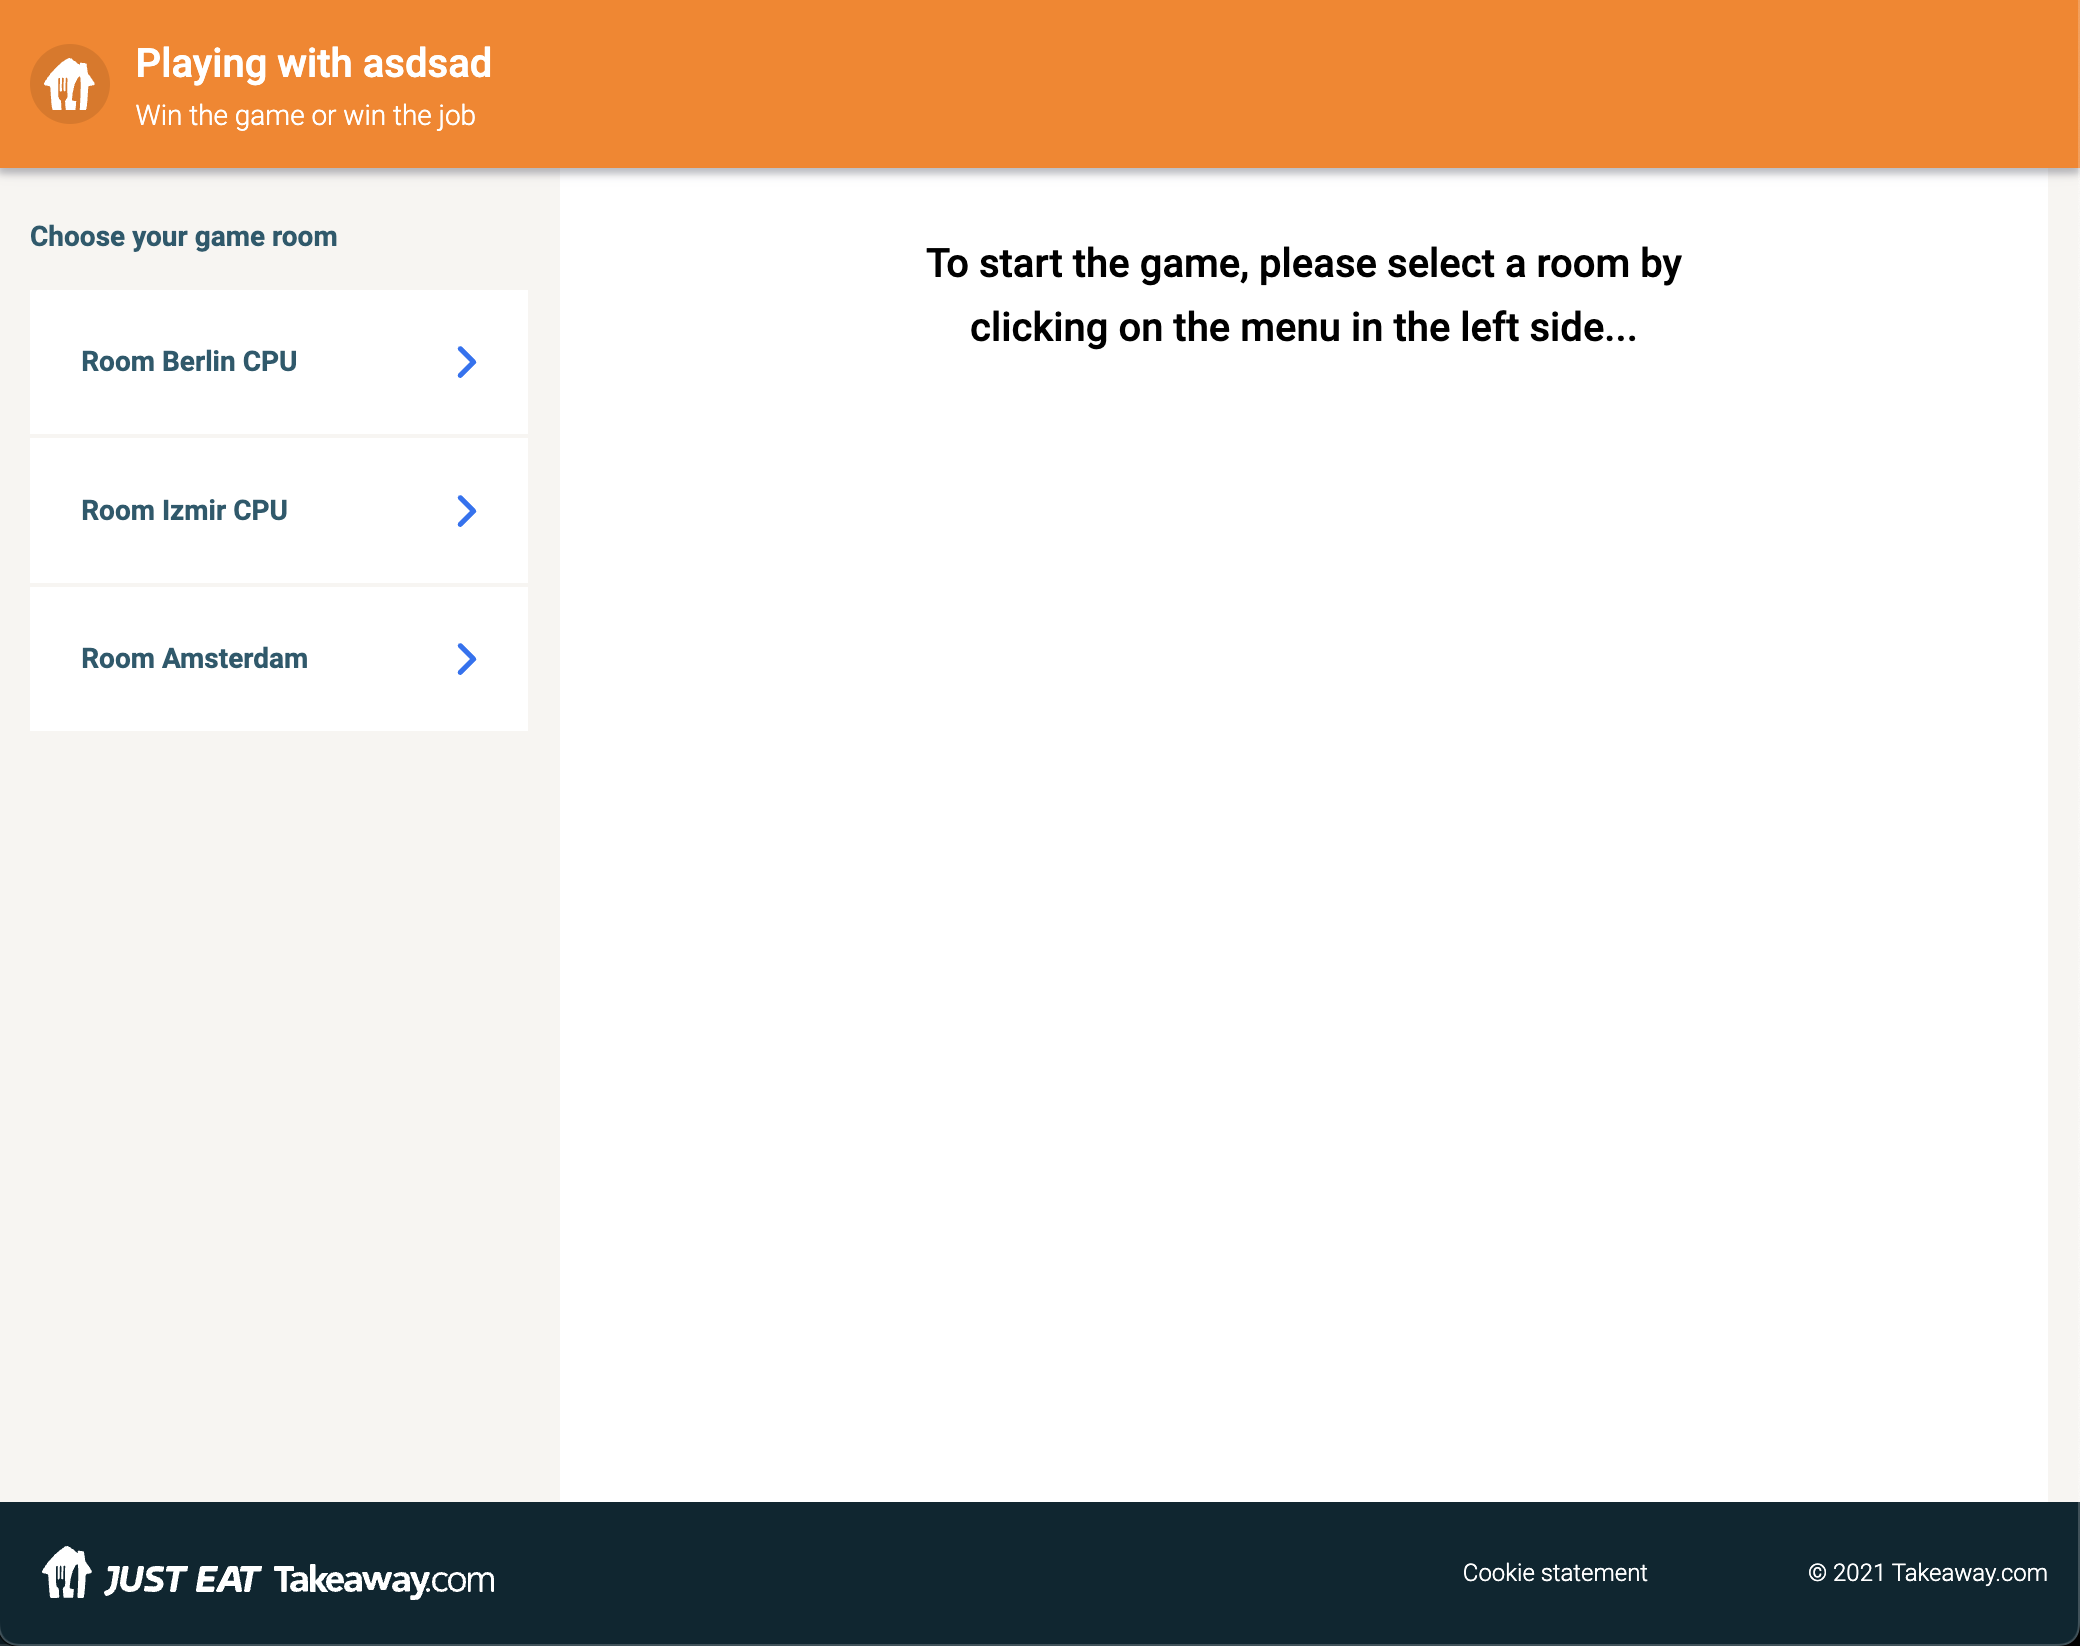 Playing with asdsad
Win the game or win the job
Choose your game room
Room Berlin CPU
Room Izmir CPU
Room Amsterdam
To start the game, please select a room by
clicking on the menu in the left side...
JUST EAT Takeaway.com
Cookie statement
© 2021 Takeaway.com